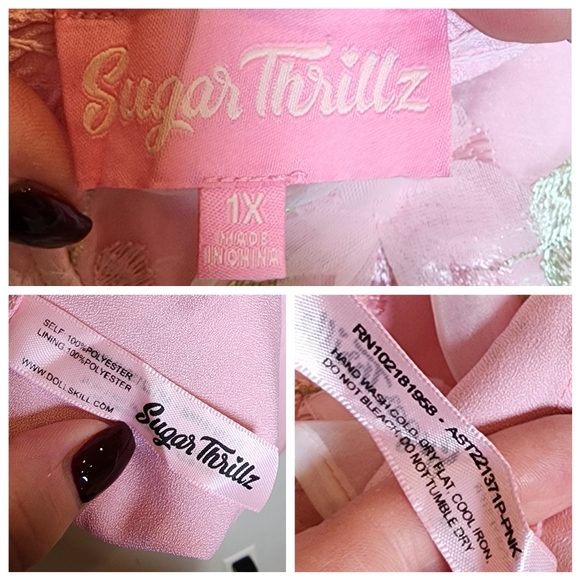 Sugar Thrillz
1X
MADE
IN CHINA
SELF: 100%POLYESTER
LINING:100%POLYESTER
WWW.DOLLSKILL.COM
Sugar Thrillz
RN102181958 - AST221371P-PNK
HAND WASH COLD, DRY FLAT, COOL IRON,
DO NOT BLEACH, DO NOT TUMBLE DRY